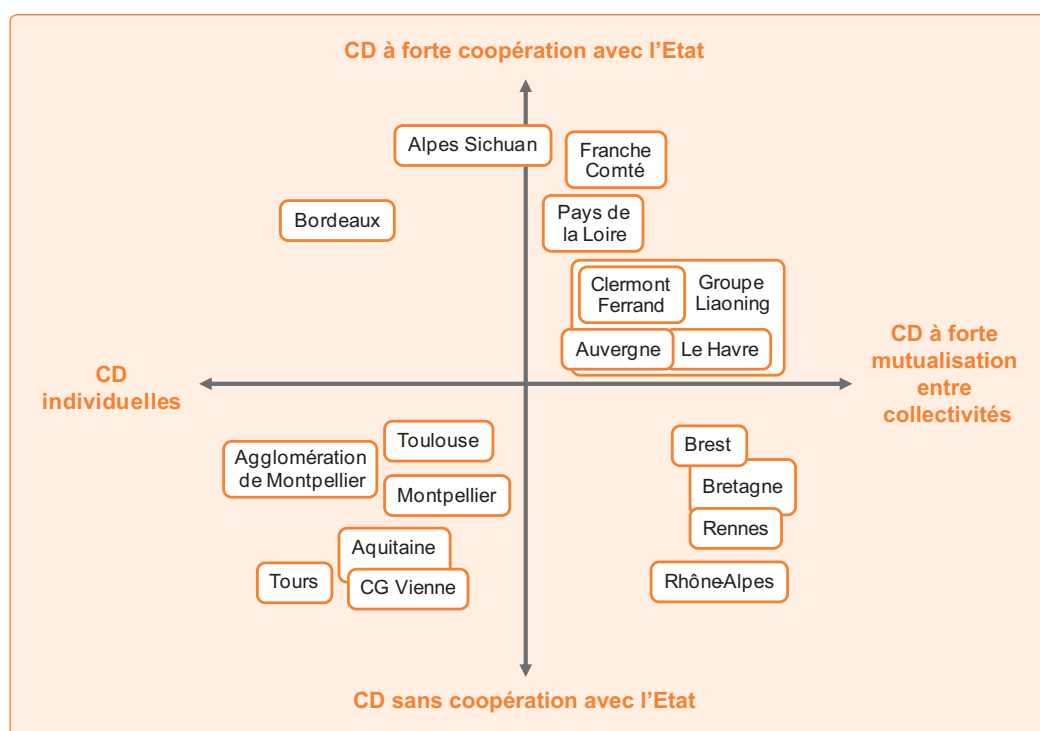 CD à forte coopération avec l’Etat
Alpes Sichuan
Franche
Comté
Bordeaux
Pays de
la Loire
Clermont
Ferrand
Groupe
Liaoning
Auvergne
Le Havre
CD
individuelles
CD à forte
mutualisation
entre
collectivités
Toulouse
Agglomération
de Montpellier
Montpellier
Brest
Bretagne
Rennes
Aquitaine
Tours
CG Vienne
Rhône-Alpes
CD sans coopération avec l’Etat